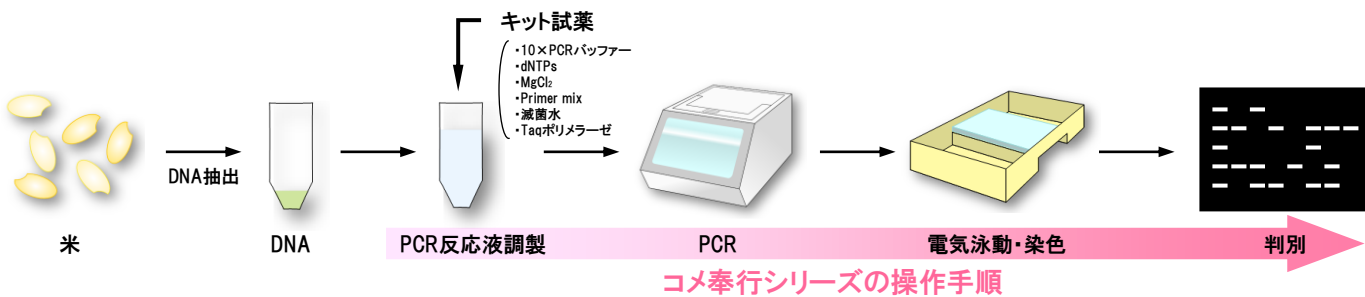 キット試薬
・10×PCRバッファー
・dNTPs
・MgCl₂
・Primer mix
・滅菌水
・Taqポリメラーゼ
DNA抽出
米
DNA
PCR反応液調製
PCR
電気泳動・染色
判別
コメ奉行シリーズの操作手順